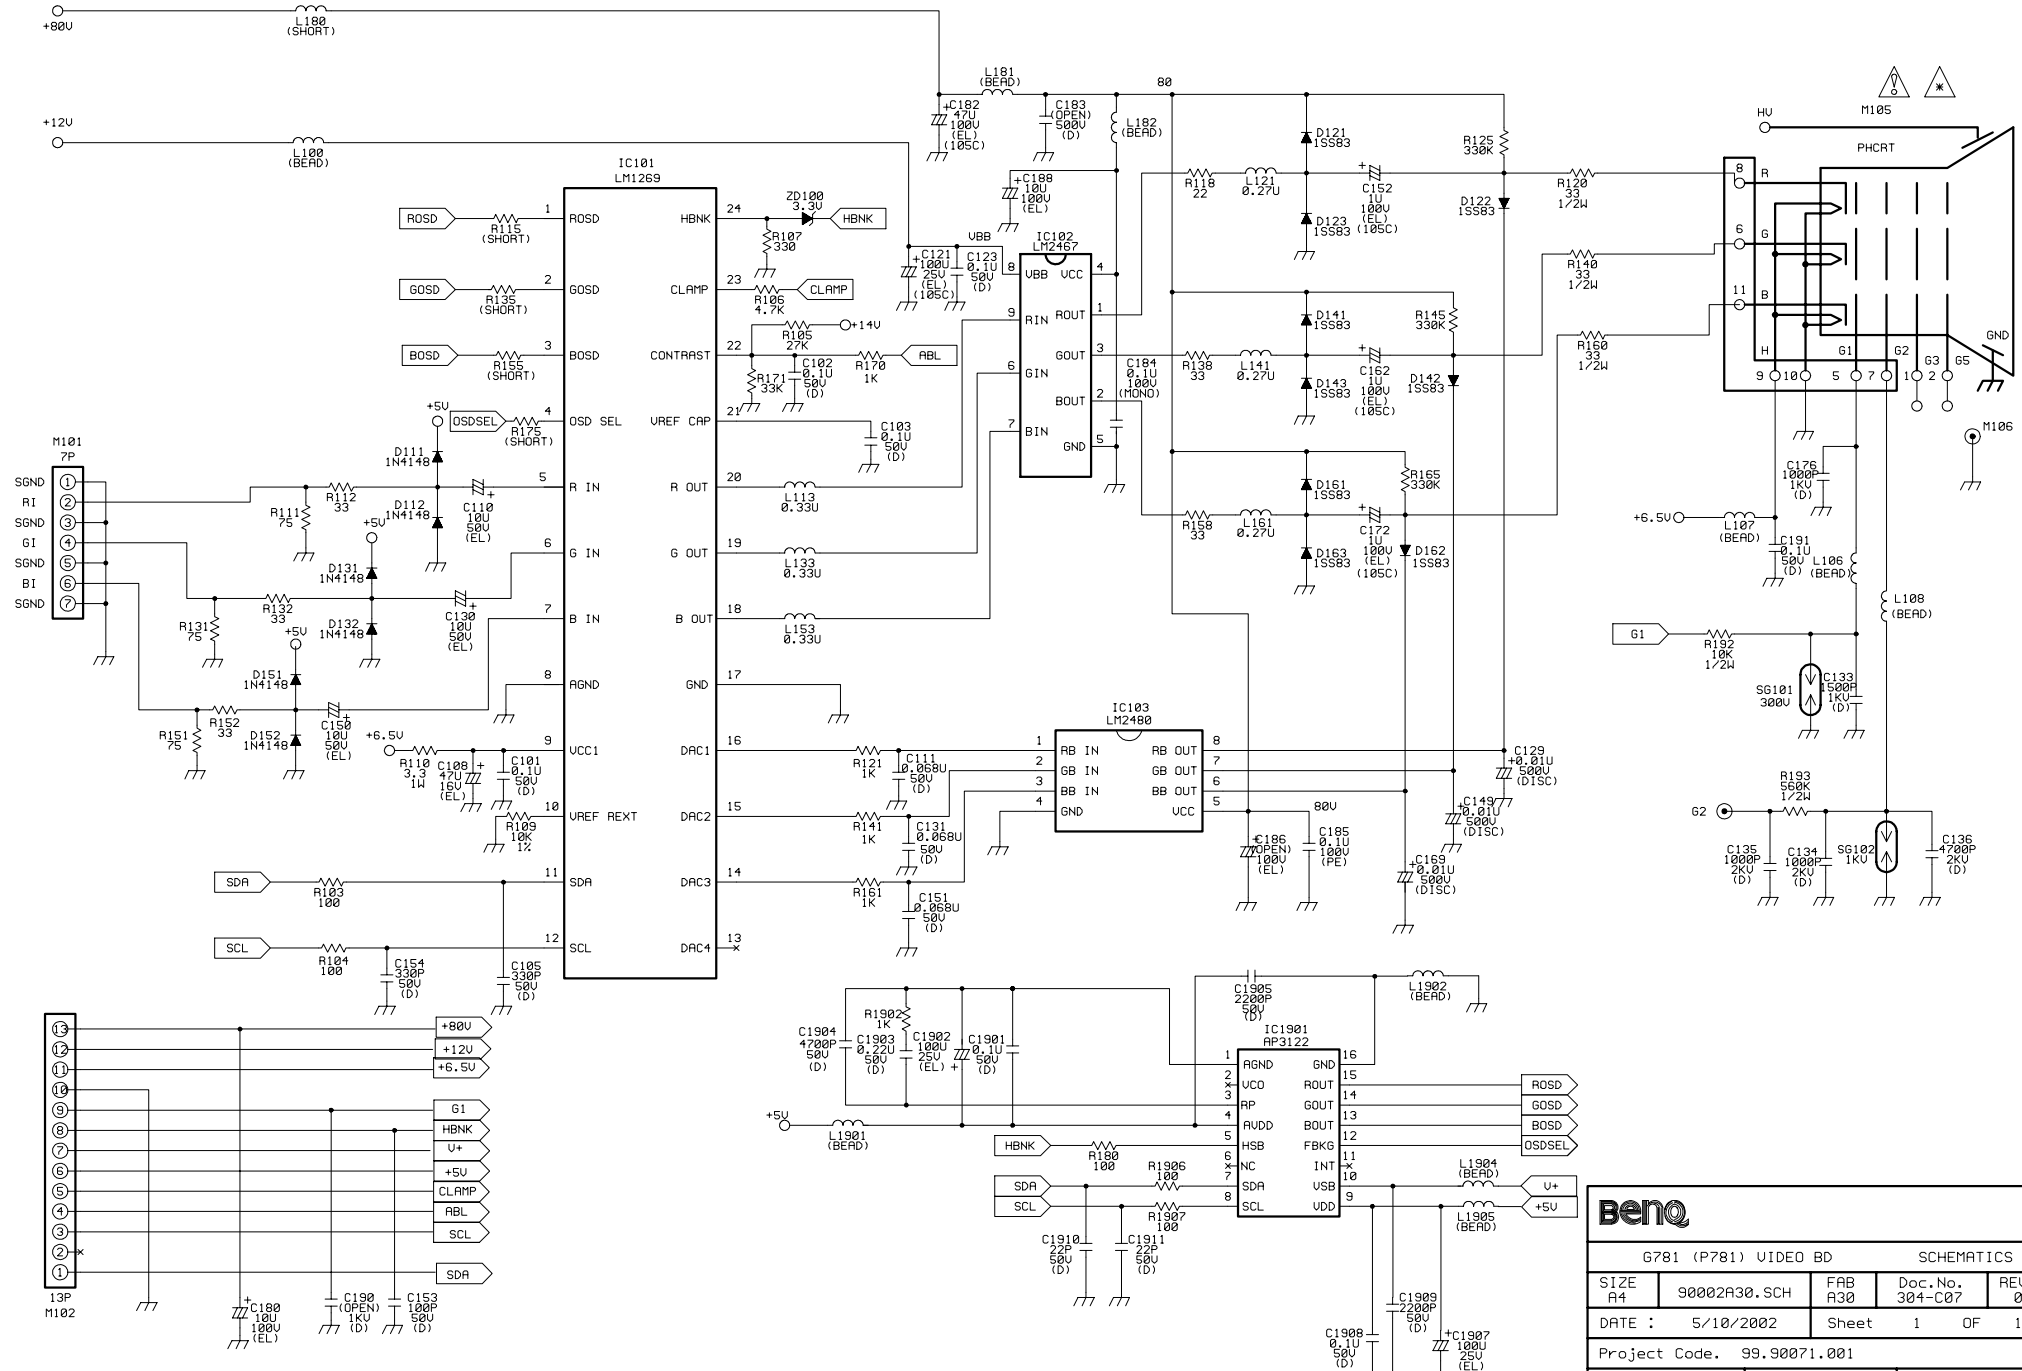 +80V
L180
(SHORT)
+12V
L100
(BEAD)
L181
(BEAD)
+C182
47U
100V
(EL)
(105C)
C183
(OPEN)
500V
(D)
80
L182
(BEAD)
+C188
10U
100V
(EL)
IC101
LM1269
1 ROSD
2 GOSD
3 BOSD
4 OSD SEL
5 R IN
6 G IN
7 B IN
8 AGND
9 VCC1
10 VREF REXT
11 SDA
12 SCL
24 HBNK
23 CLAMP
22 CONTRAST
21 VREF CAP
20 R OUT
19 G OUT
18 B OUT
17 GND
16 DAC1
15 DAC2
14 DAC3
13 DAC4
ROSD
R115
(SHORT)
GOSD
R135
(SHORT)
BOSD
R155
(SHORT)
OSDSEL
R175
(SHORT)
ZD100
3.3V
HBNK
R107
330
R106
4.7K
CLAMP
R105
27K
+14V
R171
33K
C102
0.1U
50V
(D)
R170
1K
ABL
C103
0.1U
50V
(D)
L113
0.33U
L133
0.33U
L153
0.33U
VBB
+C121
100U
25V
(EL)
(105C)
C123
0.1U
50V
(D)
IC102
LM2467
8 VBB
9 RIN
6 GIN
7 BIN
VCC 4
ROUT 1
GOUT 3
BOUT 2
GND 5
C184
0.1U
100V
(MONO)
R118
22
L121
0.27U
D121
1SS83
D123
1SS83
+
C152
1U
100V
(EL)
(105C)
R125
330K
D122
1SS83
R120
33
1/2W
R138
33
L141
0.27U
D141
1SS83
D143
1SS83
+
C162
1U
100V
(EL)
(105C)
R145
330K
D142
1SS83
R140
33
1/2W
R158
33
L161
0.27U
D161
1SS83
D163
1SS83
+
C172
1U
100V
(EL)
(105C)
R165
330K
D162
1SS83
R160
33
1/2W
HV
M105
PHCRT
8 R
6 G
11 B
H
G1
G2
G3
G5
GND
9
10
5
7
1
2
M106
C176
1000P
1KV
(D)
+6.5V
L107
(BEAD)
C191
0.1U
50V
(D)
L106
(BEAD)
L108
(BEAD)
G1
R192
10K
1/2W
SG101
300V
C133
1500P
1KV
(D)
G2
R193
560K
1/2W
C135
1000P
2KV
(D)
C134
1000P
2KV
(D)
SG102
1KV
C136
4700P
2KV
(D)
M101
7P
SGND 1
RI 2
SGND 3
GI 4
SGND 5
BI 6
SGND 7
R111
75
R112
33
+5V
D111
1N4148
D112
1N4148
C110
10U
50V
(EL)
+
R131
75
R132
33
+5V
D131
1N4148
D132
1N4148
C130
10U
50V
(EL)
+
R151
75
R152
33
+5V
D151
1N4148
D152
1N4148
C150
10U
50V
(EL)
+
+6.5V
R110
3.3
1W
C108
47U
16V
(EL)
+
C101
0.1U
50V
(D)
R109
10K
1%
SDA
R103
100
SCL
R104
100
C154
330P
50V
(D)
C105
330P
50V
(D)
R121
1K
C111
0.068U
50V
(D)
R141
1K
C131
0.068U
50V
(D)
R161
1K
C151
0.068U
50V
(D)
IC103
LM2480
1 RB IN
2 GB IN
3 BB IN
4 GND
RB OUT 8
GB OUT 7
BB OUT 6
VCC 5
80V
+C186
(OPEN)
100V
(EL)
C185
0.1U
100V
(PE)
C129
+0.01U
500V
(DISC)
+C149
0.01U
500V
(DISC)
+C169
0.01U
500V
(DISC)
13
12
11
10
9
8
7
6
5
4
3
2
1
13P
M102
+80V
+12V
+6.5V
G1
HBNK
V+
+5V
CLAMP
ABL
SCL
SDA
+C180
10U
100V
(EL)
C190
(OPEN)
1KV
(D)
C153
100P
50V
(D)
C1904
4700P
50V
(D)
R1902
1K
C1903
0.22U
50V
(D)
C1902
100U
25V
(EL)
+
C1901
0.1U
50V
(D)
C1905
2200P
50V
(D)
L1902
(BEAD)
+5V
L1901
(BEAD)
IC1901
AP3122
1 AGND
2 VCO
3 RP
4 AVDD
5 HSB
6 NC
7 SDA
8 SCL
GND 16
ROUT 15
GOUT 14
BOUT 13
FBKG 12
INT 11
VSB 10
VDD 9
HBNK
R180
100
SDA
R1906
100
SCL
R1907
100
C1910
22P
50V
(D)
C1911
22P
50V
(D)
ROSD
GOSD
BOSD
OSDSEL
L1904
(BEAD)
V+
L1905
(BEAD)
+5V
C1908
0.1U
50V
(D)
C1909
2200P
50V
(D)
+C1907
100U
25V
(EL)
BenQ
G781 (P781) VIDEO BD SCHEMATICS
SIZE A4
90002A30.SCH
FAB A30
Doc.No. 304-C07
REV 0
DATE : 5/10/2002 Sheet 1 OF 1
Project Code. 99.90071.001